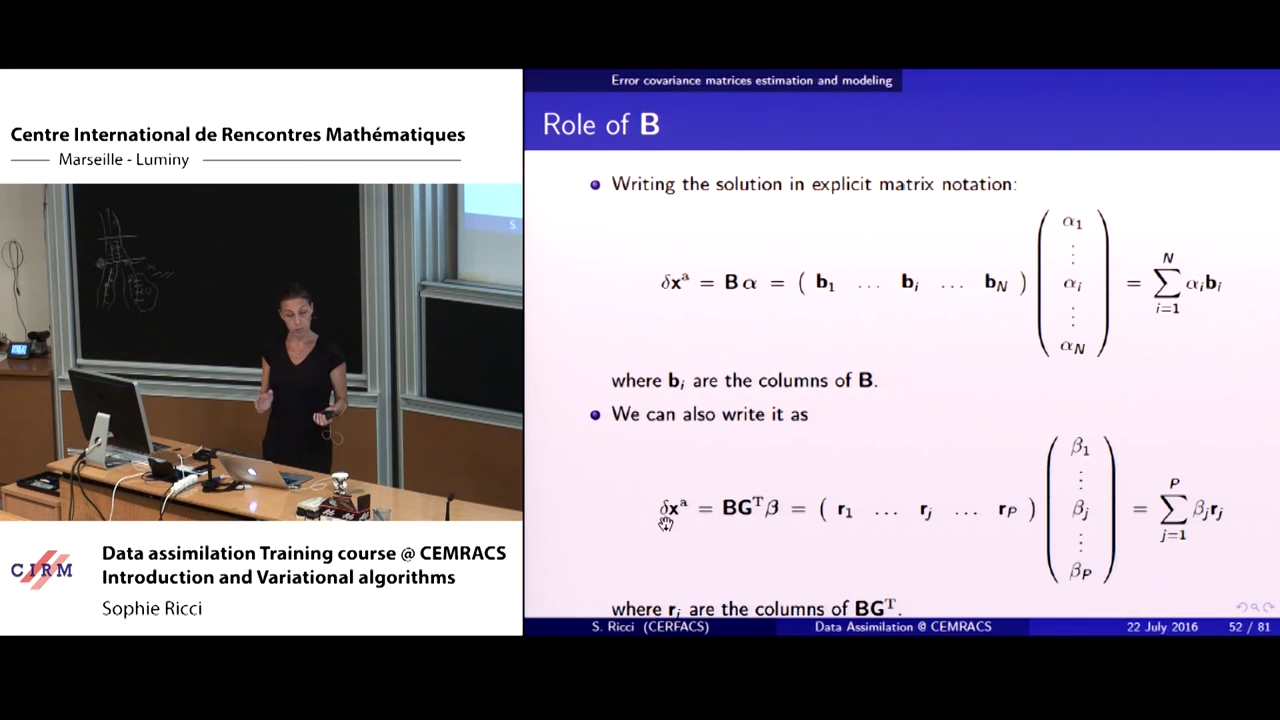 Centre International de Rencontres Mathématiques
Marseille - Luminy
CIRM
Data assimilation Training course @ CEMRACS
Introduction and Variational algorithms
Sophie Ricci
Error covariance matrices estimation and modeling
Role of B
Writing the solution in explicit matrix notation:
δxᵃ = B α = ( b₁ … bᵢ … b_N ) ( α₁ ⋮ αᵢ ⋮ α_N ) = ∑_{i=1}^{N} αᵢbᵢ
where bᵢ are the columns of B.
We can also write it as
δxᵃ = BGᵀβ = ( r₁ … rⱼ … r_P ) ( β₁ ⋮ βⱼ ⋮ β_P ) = ∑_{j=1}^{P} βⱼrⱼ
where rⱼ are the columns of BGᵀ.
S. Ricci (CERFACS) Data Assimilation @ CEMRACS 22 July 2016 52 / 81